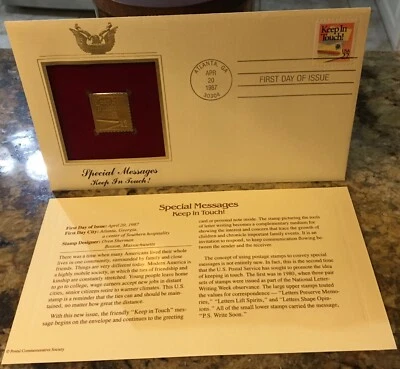 Keep In
Touch!
USA 22
ATLANTA, GA
APR
20
1987
30304
FIRST DAY OF ISSUE
Special Messages
Keep in Touch!
Special Messages
Keep in Touch!
First Day of Issue: April 20, 1987
First Day City: Atlanta, Georgia,
a center of Southern hospitality
Stamp Designer: Oren Sherman
Boston, Massachusetts
There was a time when many Americans lived their whole
lives in one community, surrounded by family and close
friends. Things are very different today. Modern America is
a highly mobile society, in which the ties of friendship and
kinship are severely stretched. Young people leave home
to go to college, wage earners accept new jobs in distant
cities, senior citizens retire to warmer climates. This U.S.
stamp is a reminder that the ties can and should be main-
tained, no matter how great the distance.
With this new issue, the friendly "Keep in Touch" mes-
sage begins on the envelope and continues to the greeting
card or personal note inside. The stamp picturing the tools
of letter writing becomes a complementary medium for
showing the interest and concern that trace the growth of
children and chronicle important family events. It is an
invitation to respond, to keep communication flowing be-
tween the sender and the receiver.
The concept of using postage stamps to convey special
messages is not entirely new. In fact, this is the second time
that the U.S. Postal Service has sought to promote the idea
of keeping in touch. The first was in 1980, when three pair
sets of stamps were issued as part of the National Letter-
Writing Week observance. The large upper stamps touted
the values for correspondence — "Letters Preserve Memo-
ries", "Letters Lift Spirits," and "Letters Shape Opin-
ions." All of the small lower stamps carried the message,
"P.S. Write Soon."
© Postal Commemorative Society